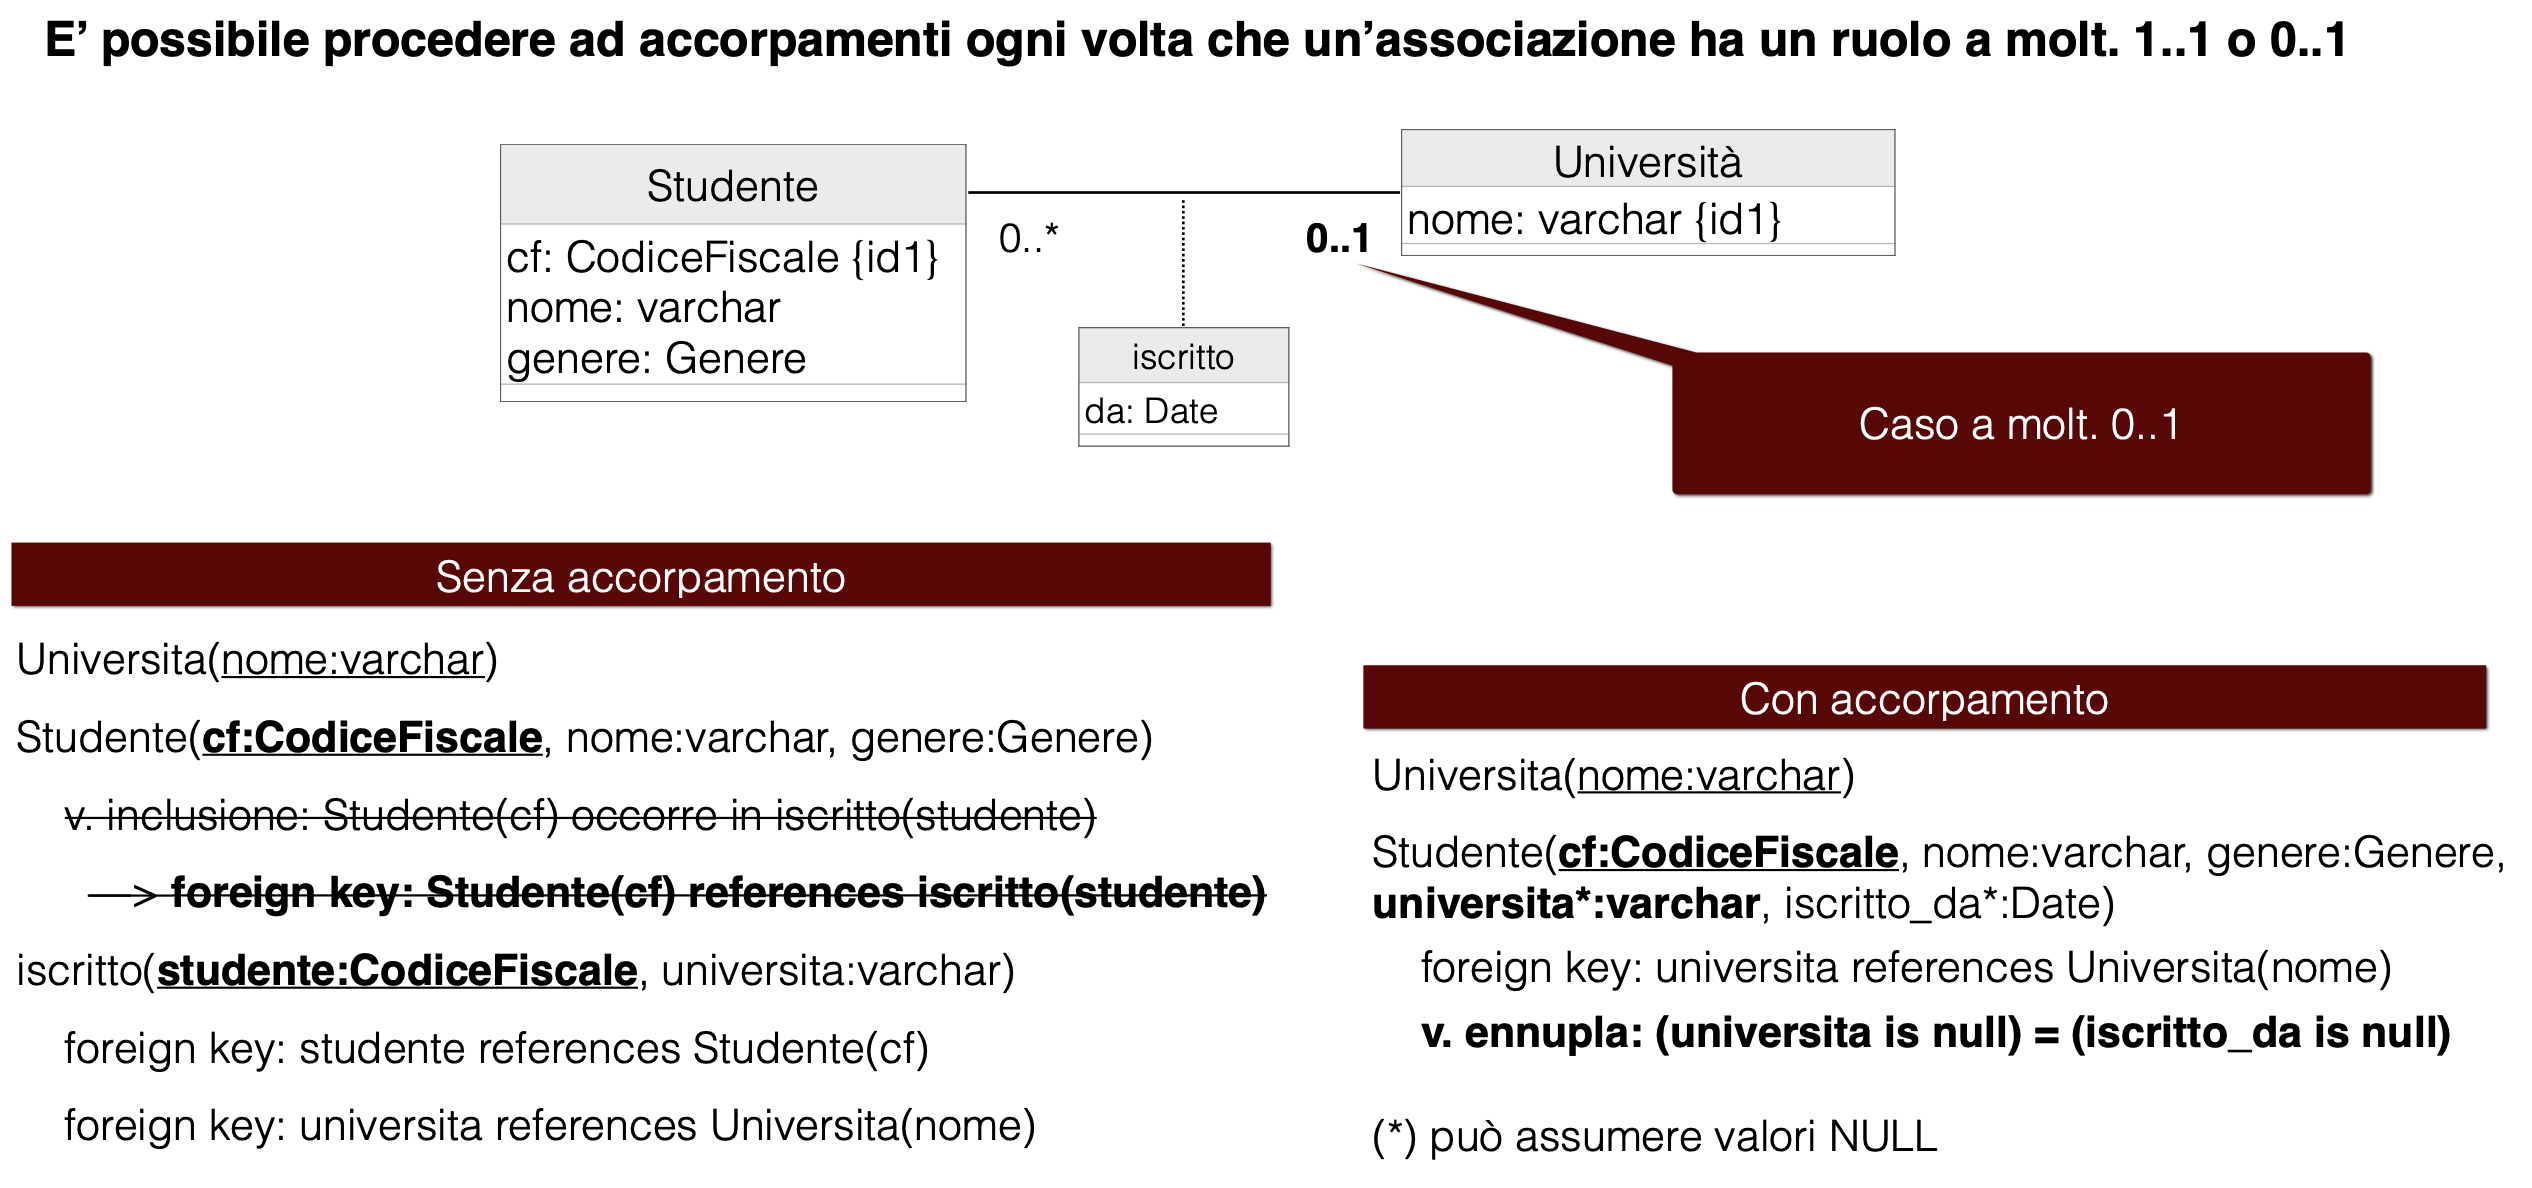 E’ possibile procedere ad accorpamenti ogni volta che un’associazione ha un ruolo a molt. 1..1 o 0..1
Studente
cf: CodiceFiscale {id1}
nome: varchar
genere: Genere
0..*
0..1
Università
nome: varchar {id1}
iscritto
da: Date
Caso a molt. 0..1
Senza accorpamento
Universita(nome:varchar)
Studente(cf:CodiceFiscale, nome:varchar, genere:Genere)
v. inclusione: Studente(cf) occorre in iscritto(studente)
—> foreign key: Studente(cf) references iscritto(studente)
iscritto(studente:CodiceFiscale, universita:varchar)
foreign key: studente references Studente(cf)
foreign key: universita references Universita(nome)
Con accorpamento
Universita(nome:varchar)
Studente(cf:CodiceFiscale, nome:varchar, genere:Genere,
universita*:varchar, iscritto_da*:Date)
foreign key: universita references Universita(nome)
v. ennupla: (universita is null) = (iscritto_da is null)
(*) può assumere valori NULL